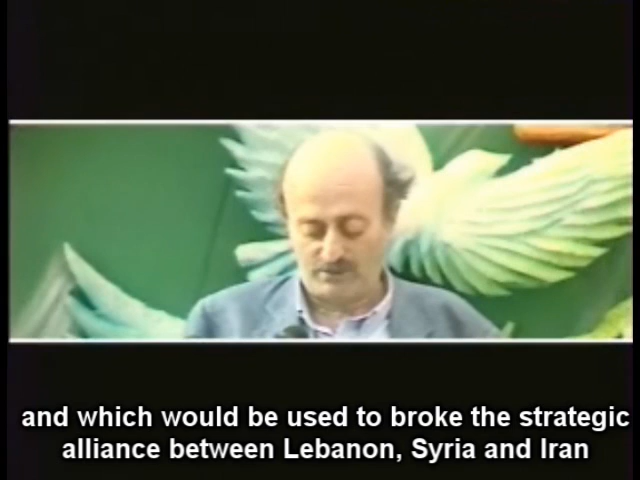 and which would be used to broke the strategic
alliance between Lebanon, Syria and Iran